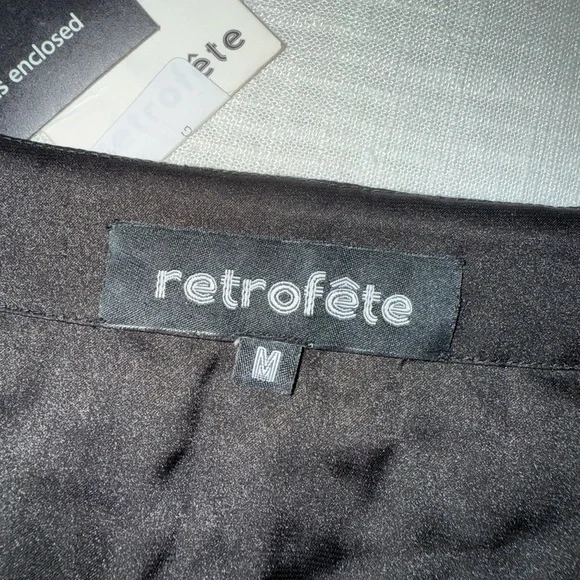 s enclosed
retrofête
retrofête
M